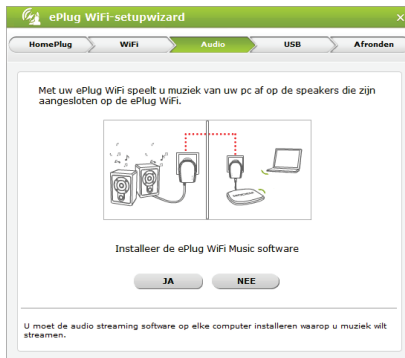 ePlug WiFi-setupwizard
HomePlug
WiFi
Audio
USB
Afronden
Met uw ePlug WiFi speelt u muziek van uw pc af op de speakers die zijn
aangesloten op de ePlug WiFi.
Installeer de ePlug WiFi Music software
JA
NEE
U moet de audio streaming software op elke computer installeren waarop u muziek wilt
streamen.